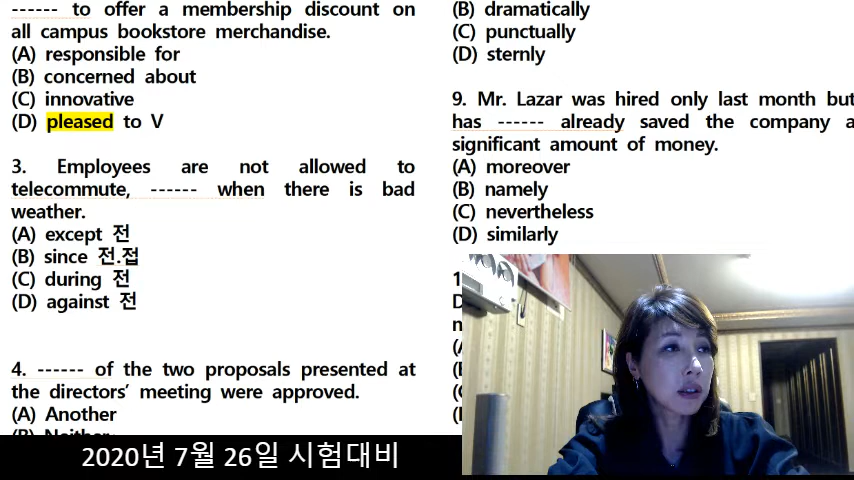 ------ to offer a membership discount on
all campus bookstore merchandise.
(A) responsible for
(B) concerned about
(C) innovative
(D) pleased to V
3. Employees are not allowed to
telecommute, ------ when there is bad
weather.
(A) except 전
(B) since 전.접
(C) during 전
(D) against 전
4. ------ of the two proposals presented at
the directors' meeting were approved.
(A) Another
(B) Neither
(B) dramatically
(C) punctually
(D) sternly
9. Mr. Lazar was hired only last month but
has ------ already saved the company a
significant amount of money.
(A) moreover
(B) namely
(C) nevertheless
(D) similarly
2020년 7월 26일 시험대비